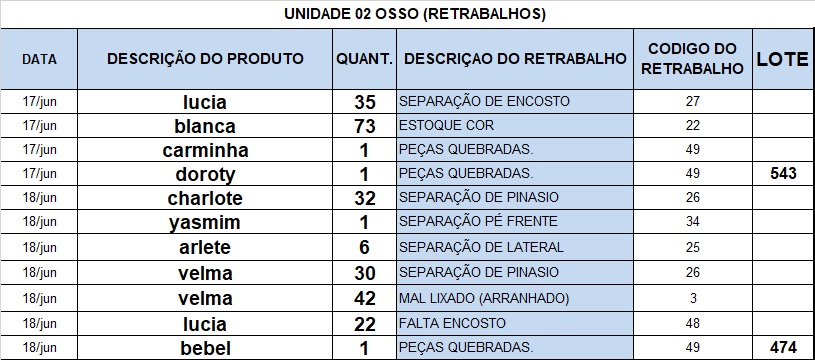 UNIDADE 02 OSSO (RETRABALHOS)
DATA DESCRIÇÃO DO PRODUTO QUANT. DESCRIÇAO DO RETRABALHO CODIGO DO RETRABALHO LOTE
17/jun lucia 35 SEPARAÇÃO DE ENCOSTO 27
17/jun blanca 73 ESTOQUE COR 22
17/jun carminha 1 PEÇAS QUEBRADAS. 49
17/jun doroty 1 PEÇAS QUEBRADAS. 49 543
18/jun charlote 32 SEPARAÇÃO DE PINASIO 26
18/jun yasmim 1 SEPARAÇÃO PÉ FRENTE 34
18/jun arlete 6 SEPARAÇÃO DE LATERAL 25
18/jun velma 30 SEPARAÇÃO DE PINASIO 26
18/jun velma 42 MAL LIXADO (ARRANHADO) 3
18/jun lucia 22 FALTA ENCOSTO 48
18/jun bebel 1 PEÇAS QUEBRADAS. 49 474